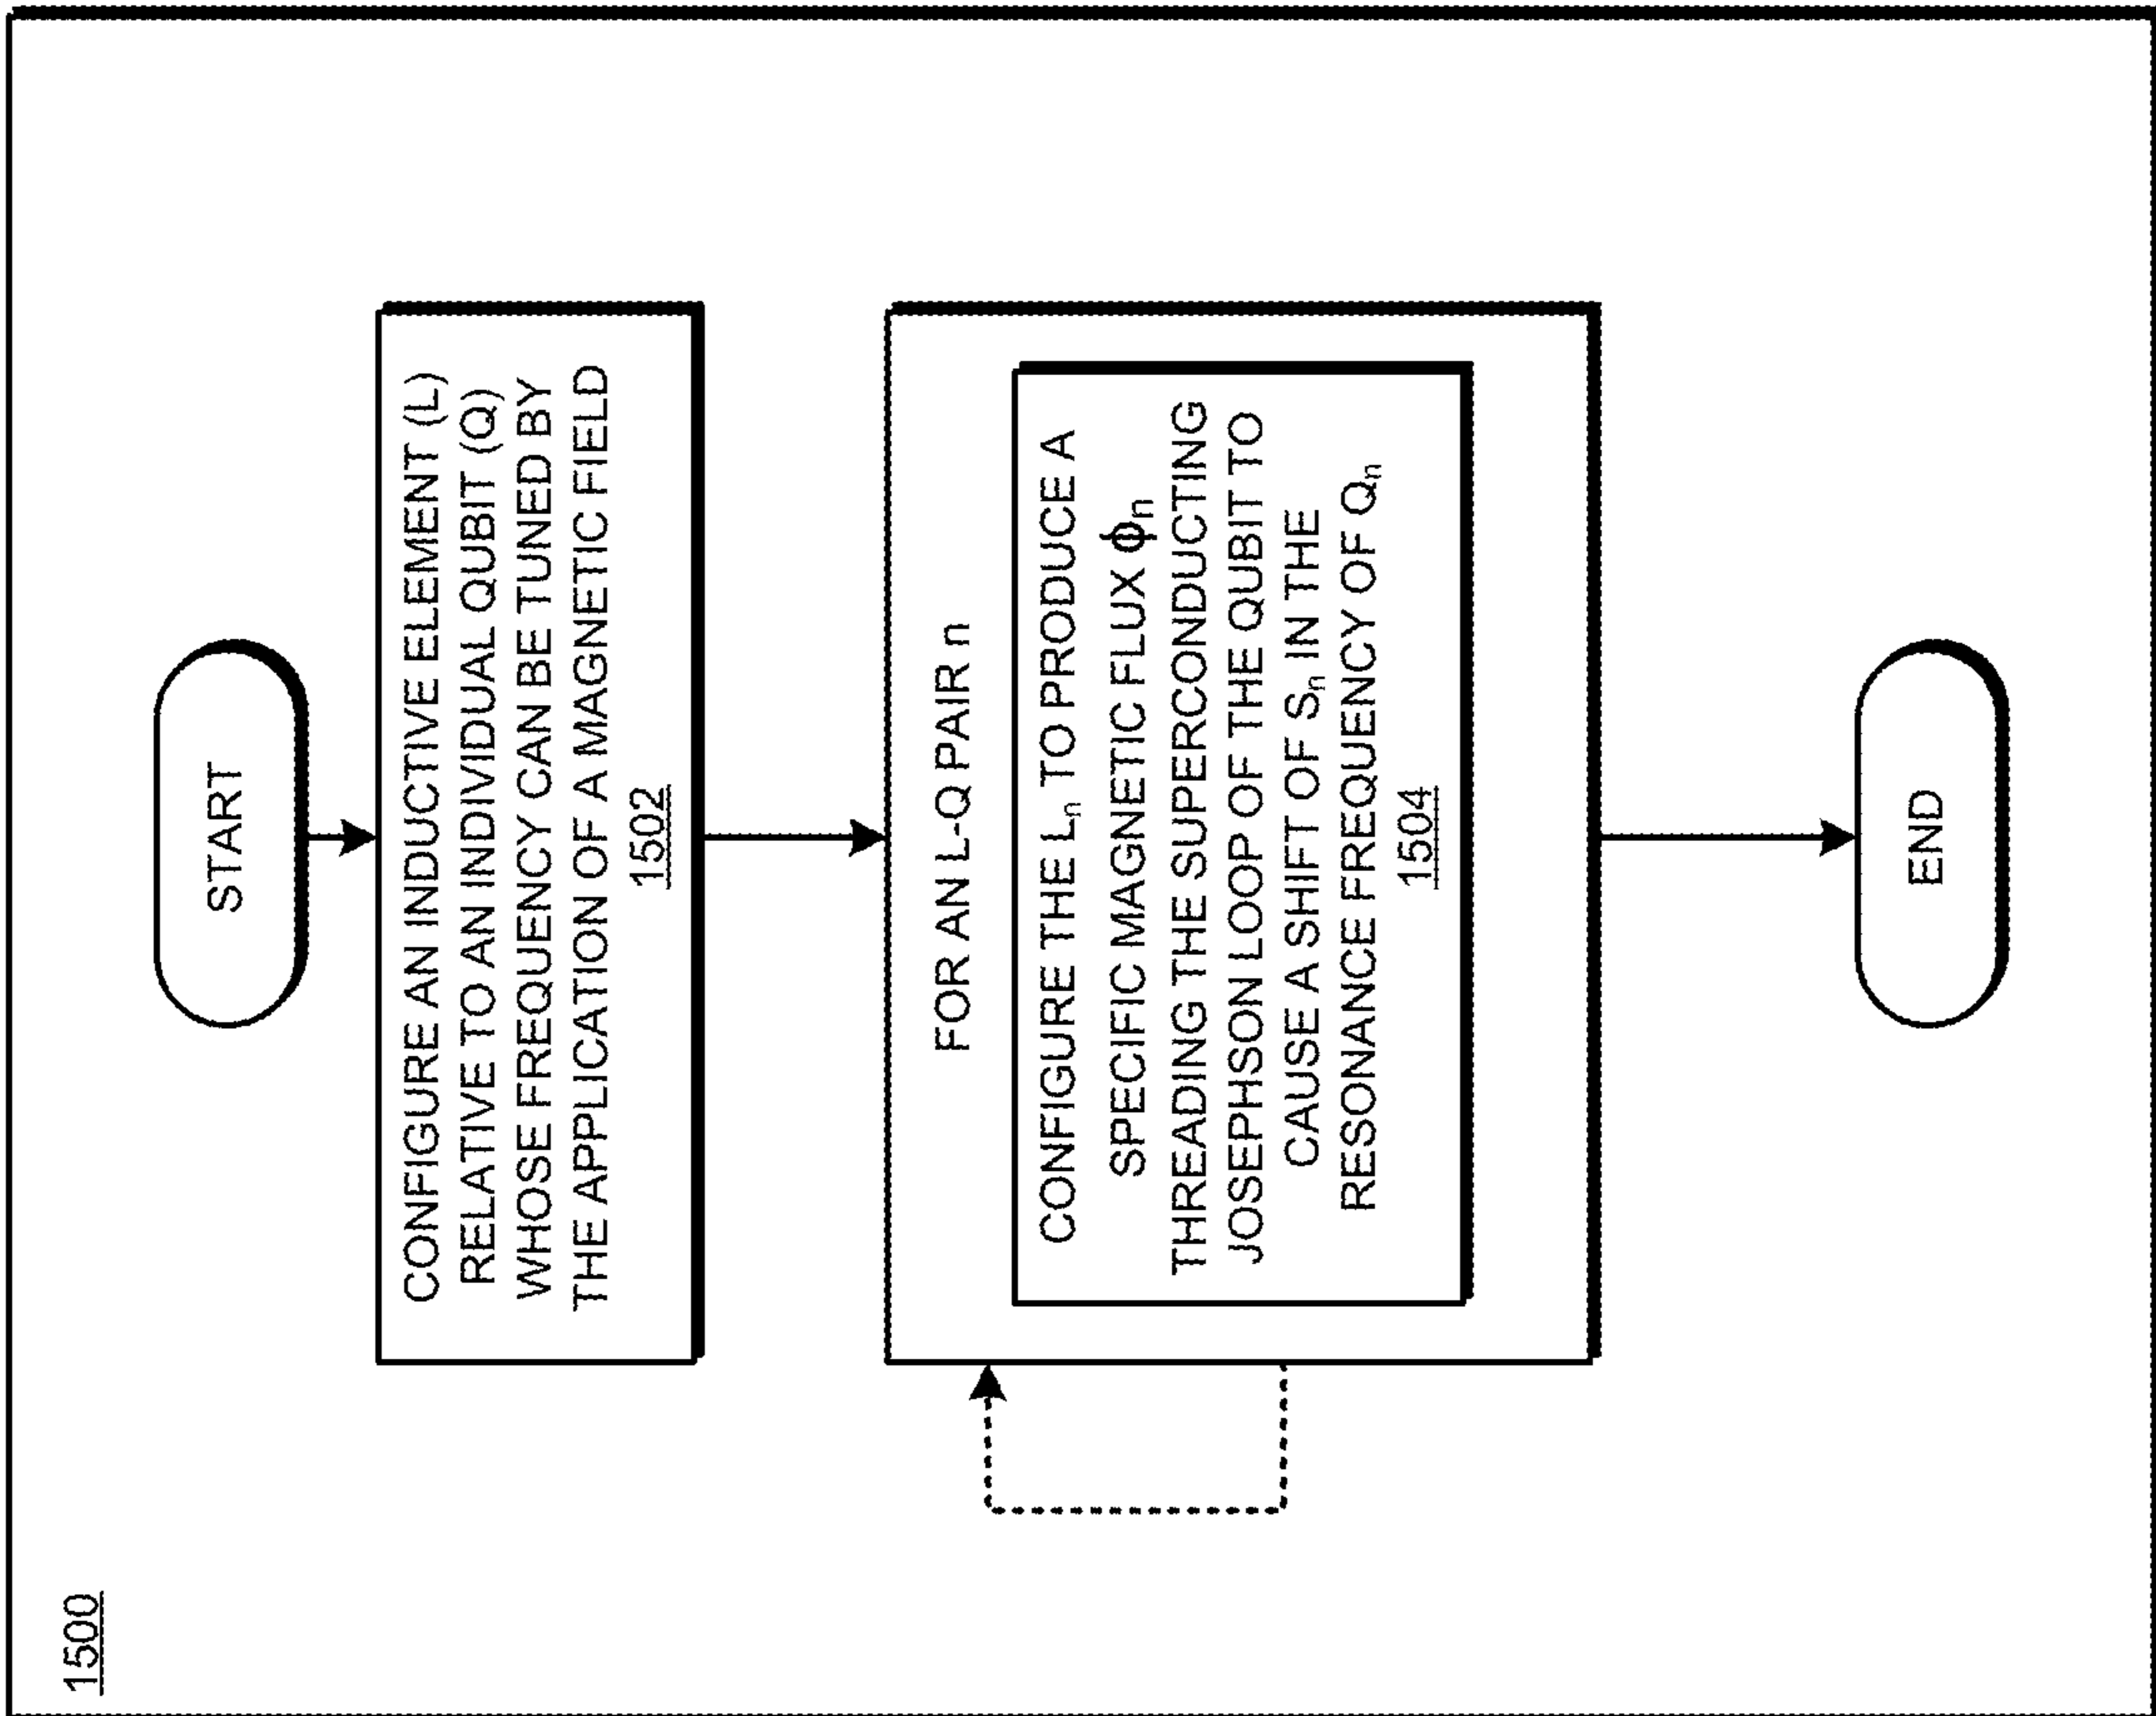 1500
START
CONFIGURE AN INDUCTIVE ELEMENT (L)
RELATIVE TO AN INDIVIDUAL QUBIT (Q)
WHOSE FREQUENCY CAN BE TUNED BY
THE APPLICATION OF A MAGNETIC FIELD
1502
FOR AN L-Q PAIR n
CONFIGURE THE Lₙ TO PRODUCE A
SPECIFIC MAGNETIC FLUX ϕₙ
THREADING THE SUPERCONDUCTING
JOSEPHSON LOOP OF THE QUBIT TO
CAUSE A SHIFT OF Sₙ IN THE
RESONANCE FREQUENCY OF Qₙ
1504
END